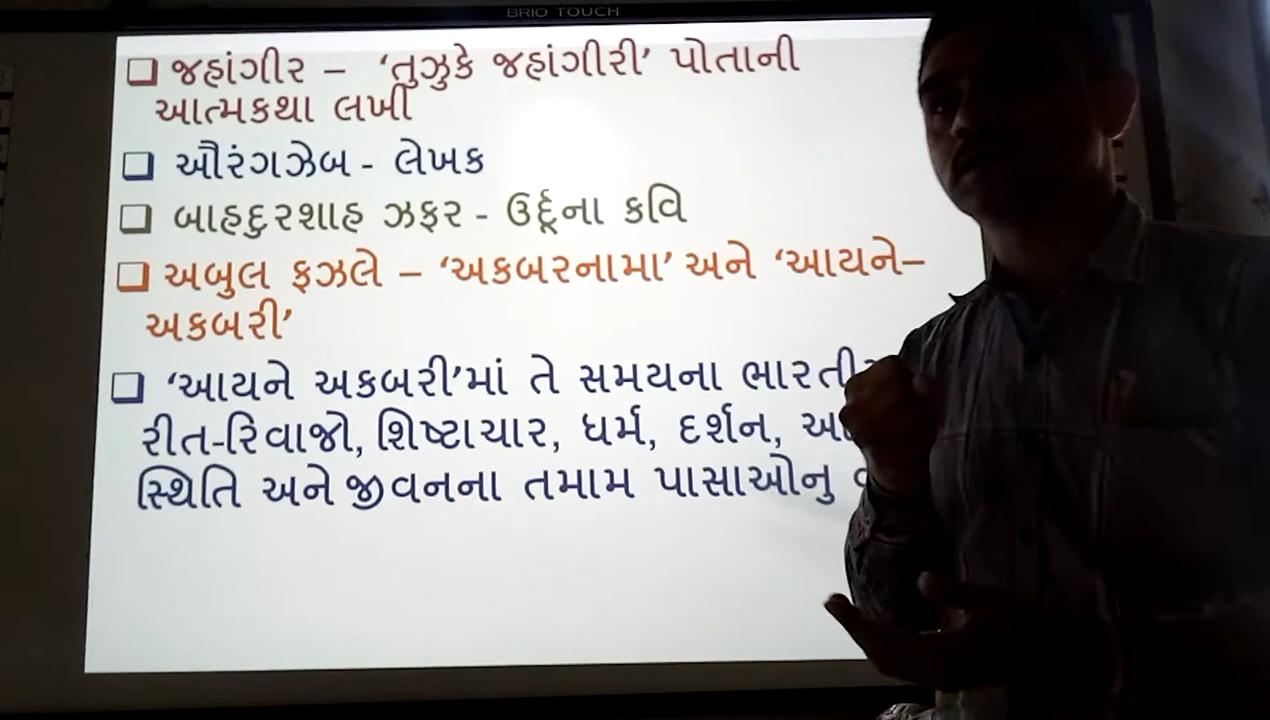 BRIO TOUCH
❑ જહાંગીર – ‘તુઝુકે જહાંગીરી’ પોતાની
આત્મકથા લખી
❑ ઔરંગઝેબ - લેખક
❑ બાહદુરશાહ ઝફર - ઉર્દૂના કવિ
❑ અબુલ ફઝલે – ‘અકબરનામા’ અને ‘આયને–
અકબરી’
❑ ‘આયને અકબરી’માં તે સમયના
રીત-રિવાજો, શિષ્ટાચાર, ધર્મ, દર્શન,
સ્થિતિ અને જીવનના તમામ પાસાઓનુ